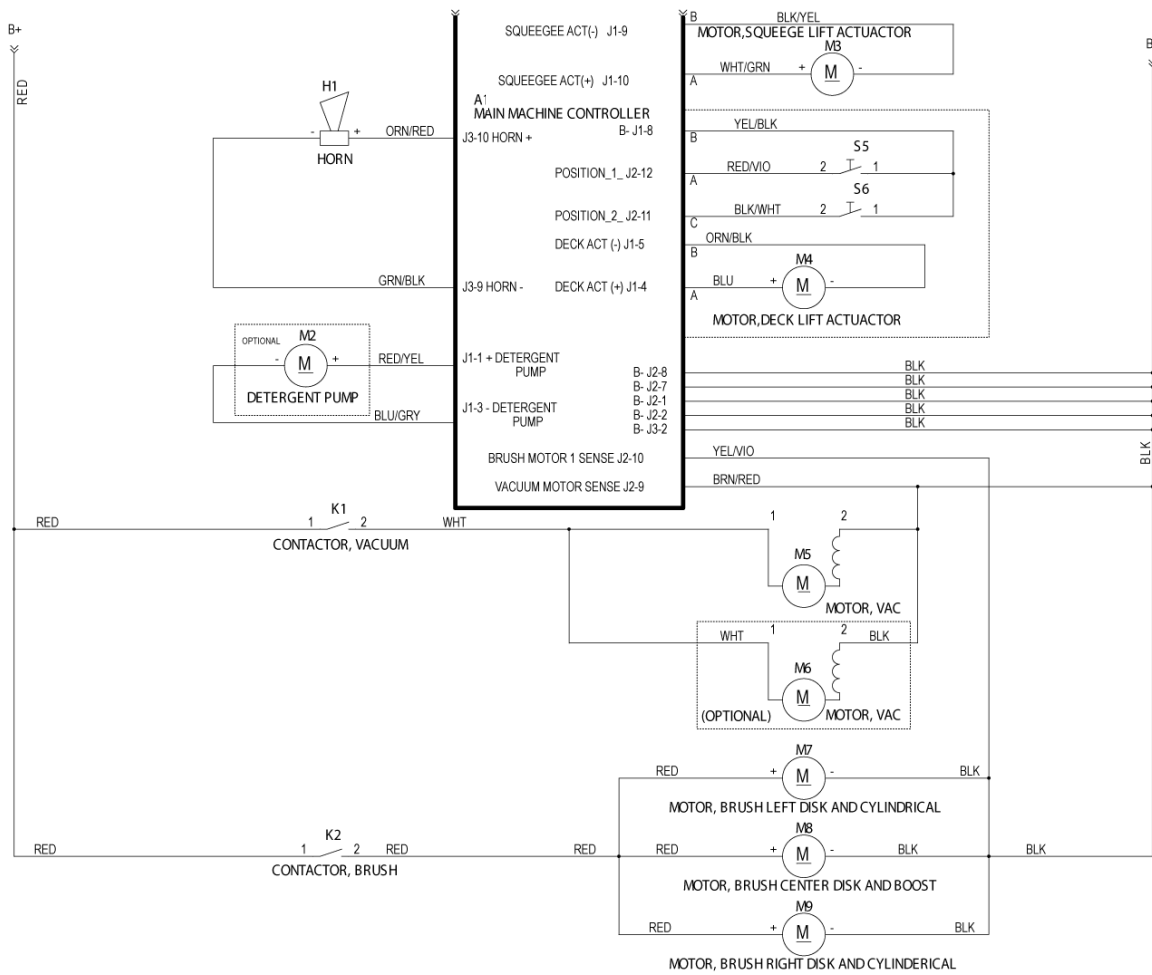 B BLK/YEL
SQUEEGEE ACT(-) J1-9
MOTOR,SQUEEGE LIFT ACTUACTOR
B+
M3
B
WHT/GRN + M -
SQUEEGEE ACT(+) J1-10
A
RED
H1
A1
MAIN MACHINE CONTROLLER
- + ORN/RED
J3-10 HORN +
B- J1-8
B YEL/BLK
HORN
S5
POSITION_1_ J2-12
A RED/VIO 2 1
S6
POSITION_2_ J2-11
C BLK/WHT 2 1
DECK ACT (-) J1-5
B ORN/BLK
M4
GRN/BLK
J3-9 HORN -
DECK ACT (+) J1-4
A BLU + M -
MOTOR,DECK LIFT ACTUACTOR
OPTIONAL M2
- M + RED/YEL
J1-1 + DETERGENT
PUMP
DETERGENT PUMP
B- J2-8 BLK
B- J2-7 BLK
B- J2-1 BLK
BLU/GRY
J1-3 - DETERGENT
PUMP
B- J2-2 BLK
B- J3-2 BLK
BLK
BRUSH MOTOR 1 SENSE J2-10 YEL/VIO
VACUUM MOTOR SENSE J2-9 BRN/RED
K1
RED 1 2 WHT
CONTACTOR, VACUUM
1 2
M5
M
MOTOR, VAC
WHT 1 2 BLK
M6
M
(OPTIONAL) MOTOR, VAC
M7
RED + M - BLK
MOTOR, BRUSH LEFT DISK AND CYLINDRICAL
K2
M8
RED 1 2 RED RED RED + M - BLK BLK
CONTACTOR, BRUSH
MOTOR, BRUSH CENTER DISK AND BOOST
M9
RED + M - BLK
MOTOR, BRUSH RIGHT DISK AND CYLINDERICAL